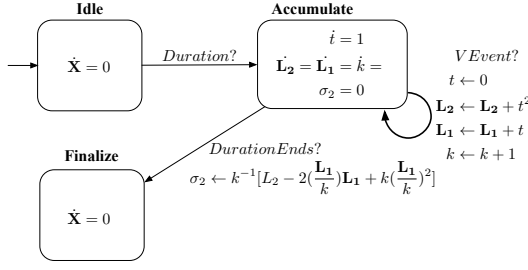 Idle
Ẋ = 0
Duration?
Accumulate
ṫ = 1
L̇₂ = L̇₁ = k̇ =
σ₂ = 0
VEvent?
t ← 0
L₂ ← L₂ + t²
L₁ ← L₁ + t
k ← k + 1
DurationEnds?
σ₂ ← k⁻¹[L₂ − 2(L₁/k)L₁ + k(L₁/k)²]
Finalize
Ẋ = 0